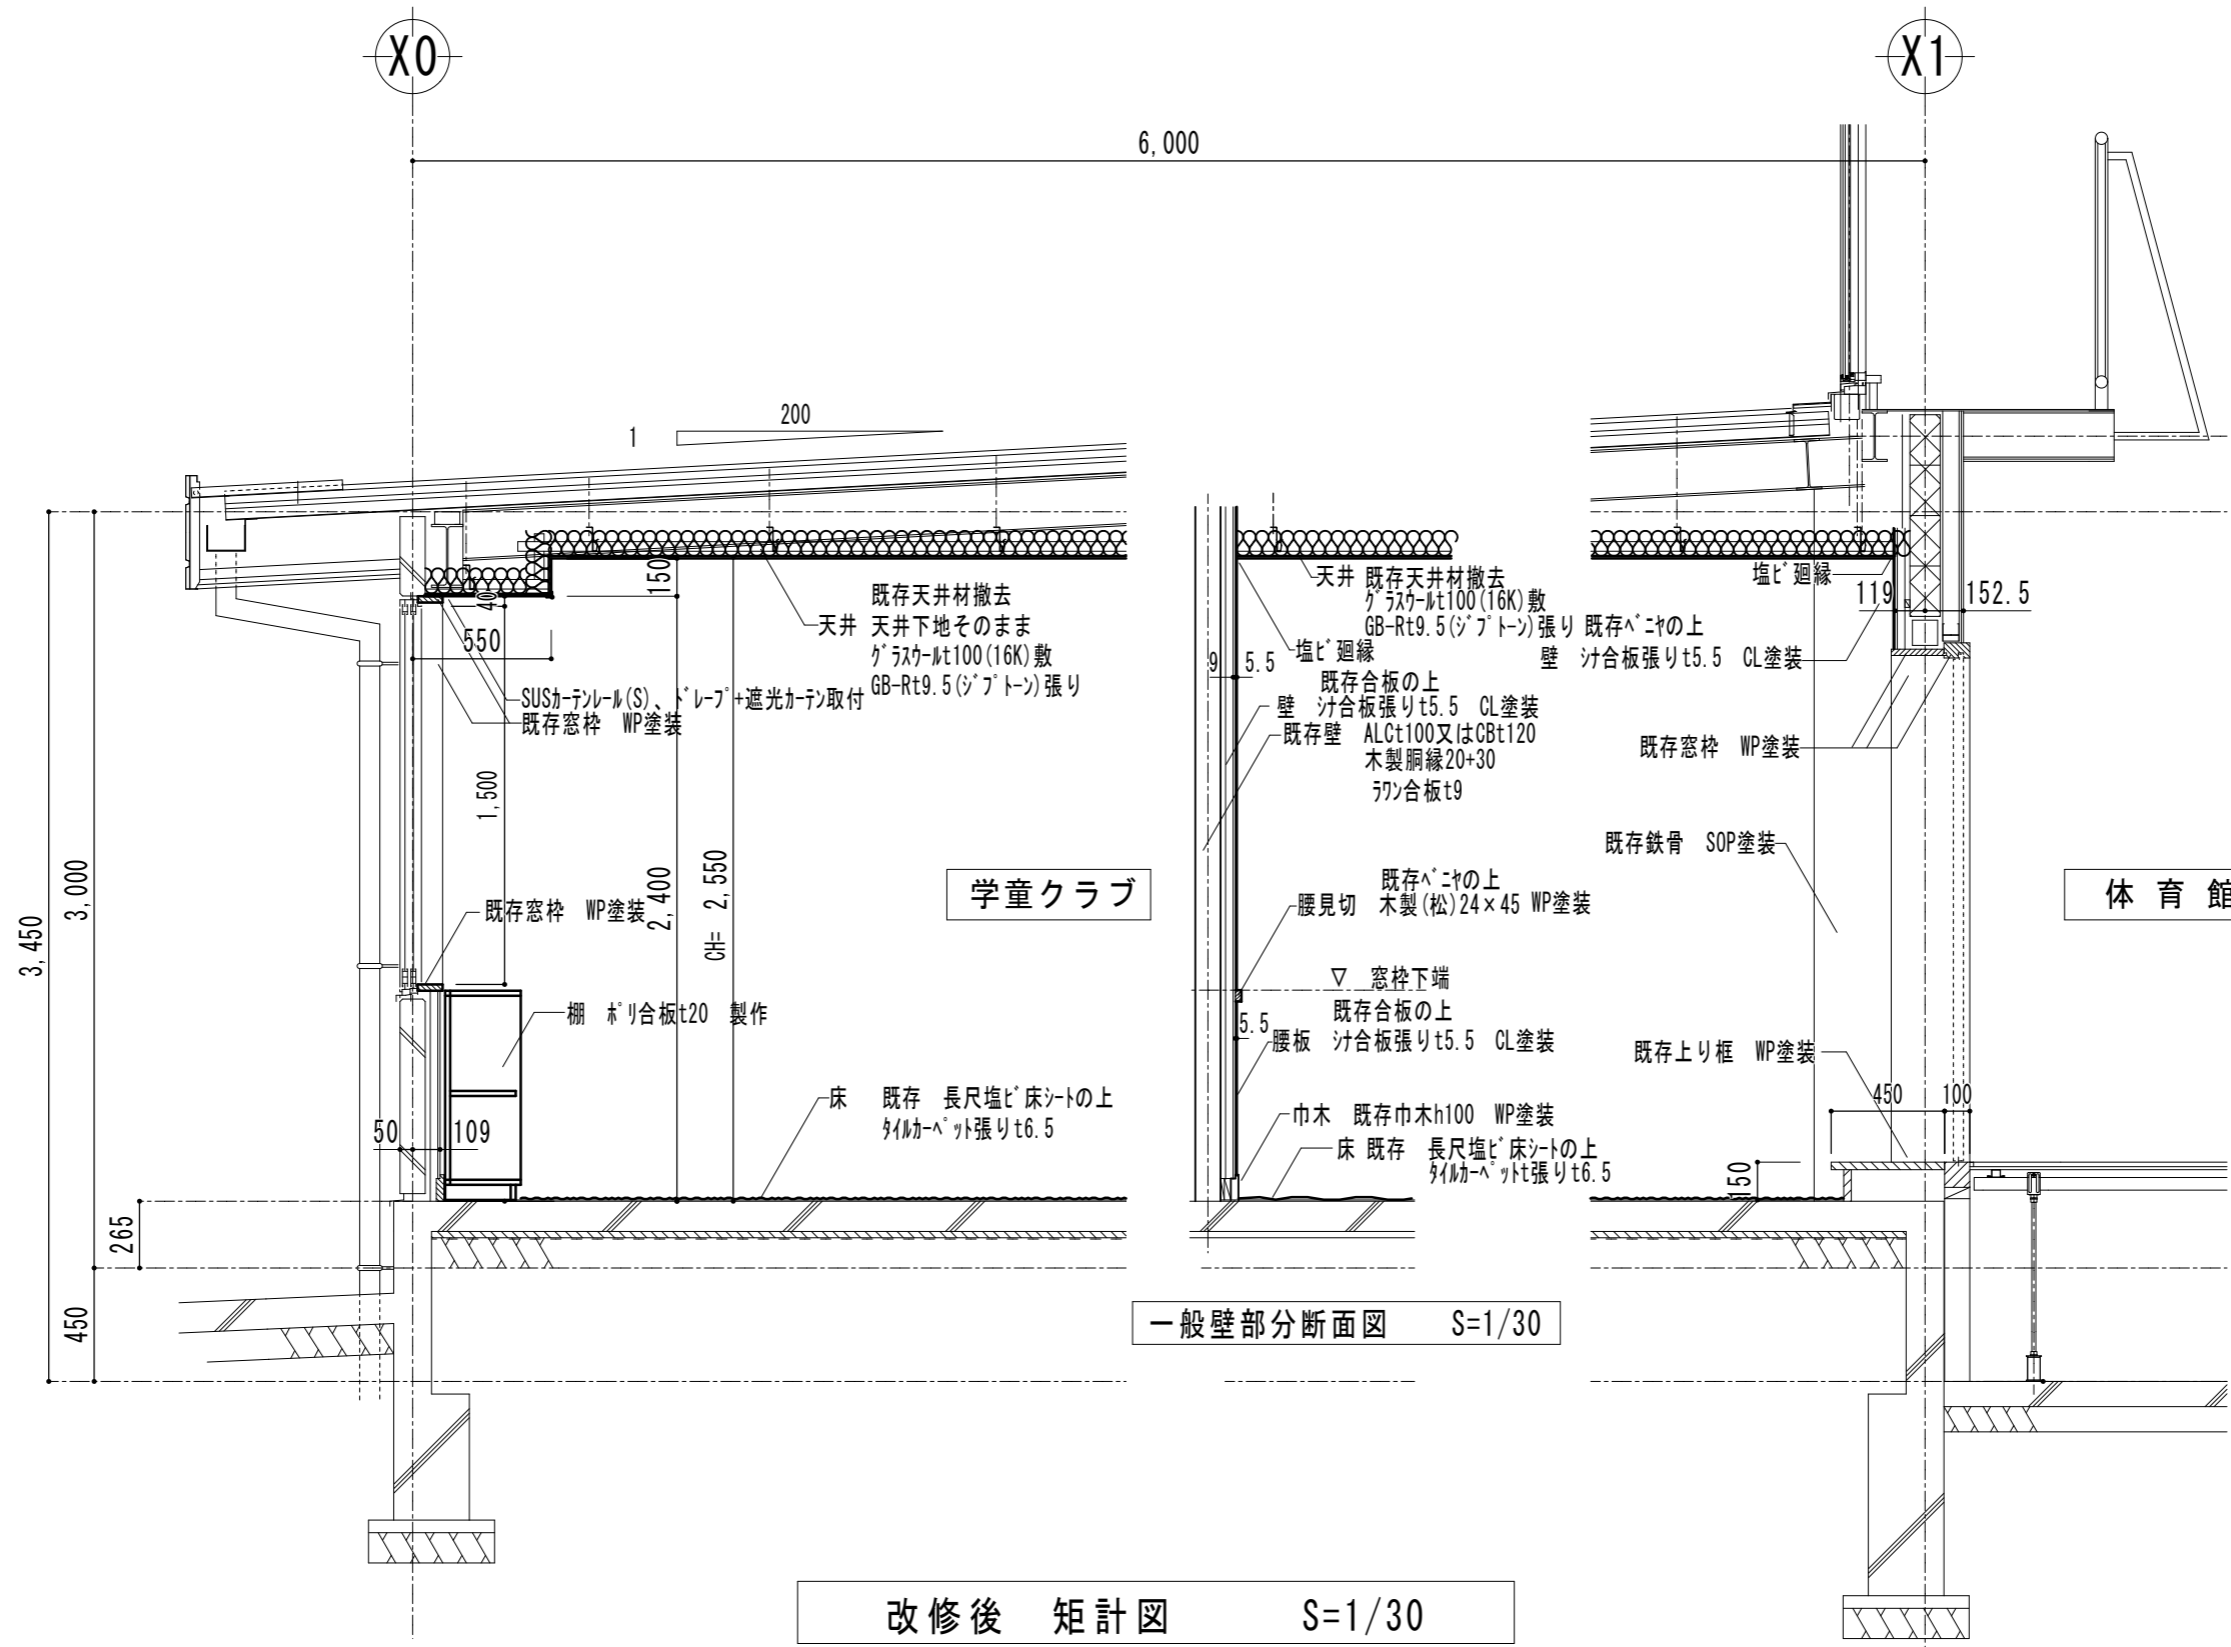 X0
X1
6,000
200
1
150
40
550
天井
既存天井材撤去
天井下地そのまま
グラスウールt100(16K)敷
GB-Rt9.5(ジプトーン)張り
SUSカーテンレール(S)、ドレープ+遮光カーテン取付
既存窓枠 WP塗装
1,500
2,400
CH= 2,550
3,450
3,000
265
450
既存窓枠 WP塗装
棚 ポリ合板t20 製作
50
109
床 既存 長尺塩ビ床シートの上
タイルカーペット張りt6.5
学童クラブ
天井 既存天井材撤去
グラスウールt100(16K)敷
GB-Rt9.5(ジプトーン)張り
塩ビ廻縁
9
5.5
既存合板の上
壁 シナ合板張りt5.5 CL塗装
既存壁 ALCt100又はCBt120
木製胴縁20+30
ラワン合板t9
既存ベニヤの上
腰見切 木製(松)24×45 WP塗装
▽ 窓枠下端
既存合板の上
5.5
腰板 シナ合板張りt5.5 CL塗装
巾木 既存巾木h100 WP塗装
床 既存 長尺塩ビ床シートの上
タイルカーペットt張りt6.5
一般壁部分断面図 S=1/30
塩ビ廻縁
119
152.5
既存ベニヤの上
壁 シナ合板張りt5.5 CL塗装
既存窓枠 WP塗装
既存鉄骨 SOP塗装
体育館
既存上り框 WP塗装
450
100
150
改修後 矩計図 S=1/30